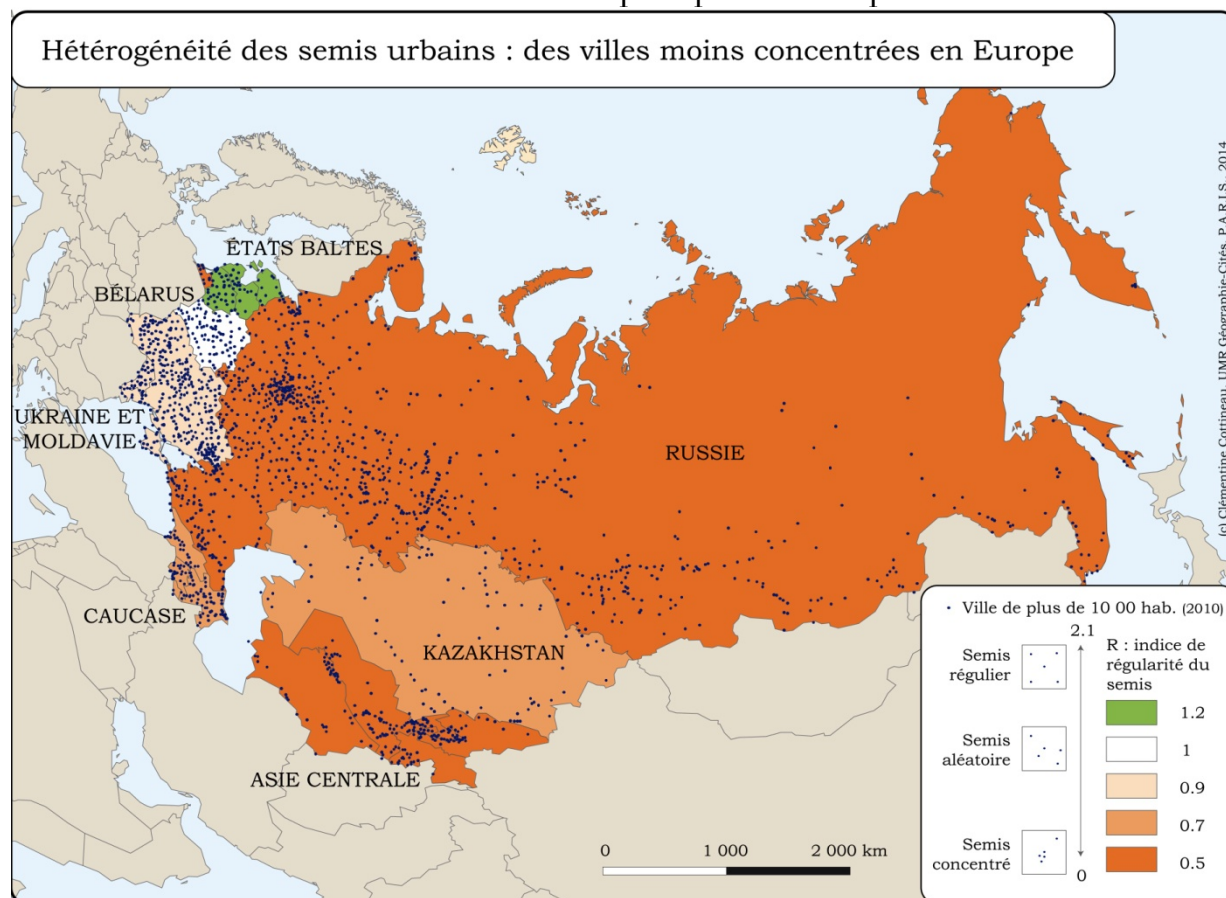 Hétérogénéité des semis urbains : des villes moins concentrées en Europe
ÉTATS BALTES
BÉLARUS
UKRAINE ET
MOLDAVIE
RUSSIE
CAUCASE
KAZAKHSTAN
ASIE CENTRALE
0 1 000 2 000 km
(c) Clémentine Cottineau, UMR Géographie-Cités, P.A.R.I.S., 2014
Ville de plus de 10 00 hab. (2010)
Semis
régulier
Semis
aléatoire
Semis
concentré
2.1
0
R : indice de
régularité du
semis
1.2
1
0.9
0.7
0.5